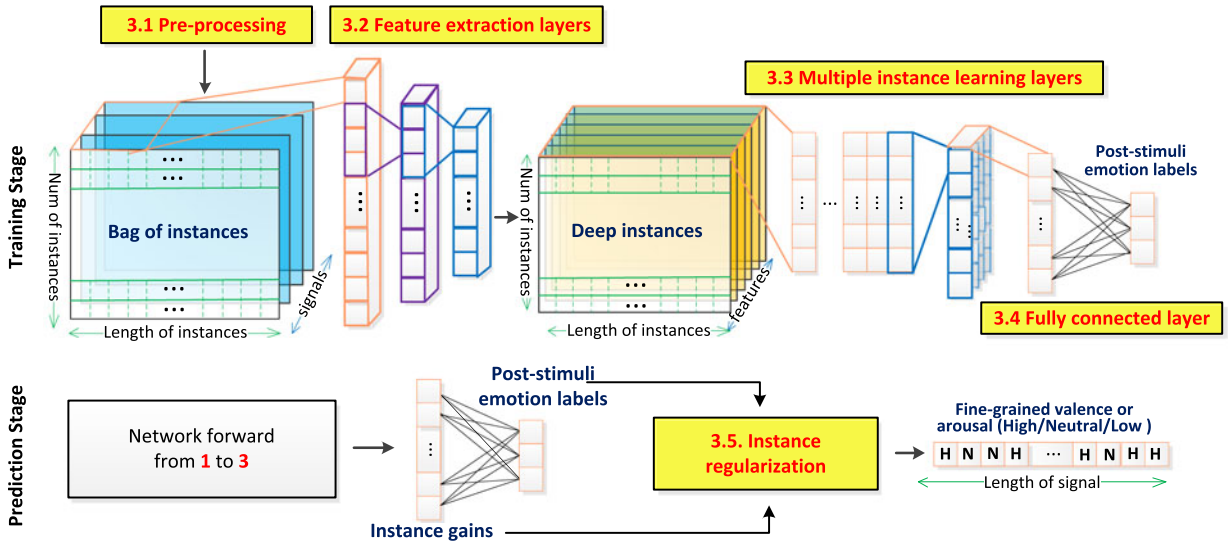 3.1 Pre-processing
3.2 Feature extraction layers
3.3 Multiple instance learning layers
Training Stage
Num of instances
...
...
Bag of instances
...
...
Length of instances
signals
...
...
...
Num of instances
Deep instances
...
...
Length of instances
features
...
...
...
...
...
...
...
Post-stimuli
emotion labels
3.4 Fully connected layer
Prediction Stage
Network forward
from 1 to 3
...
Post-stimuli
emotion labels
Instance gains
3.5. Instance
regularization
Fine-grained valence or
arousal (High/Neutral/Low )
H N N H ... H N H H
Length of signal